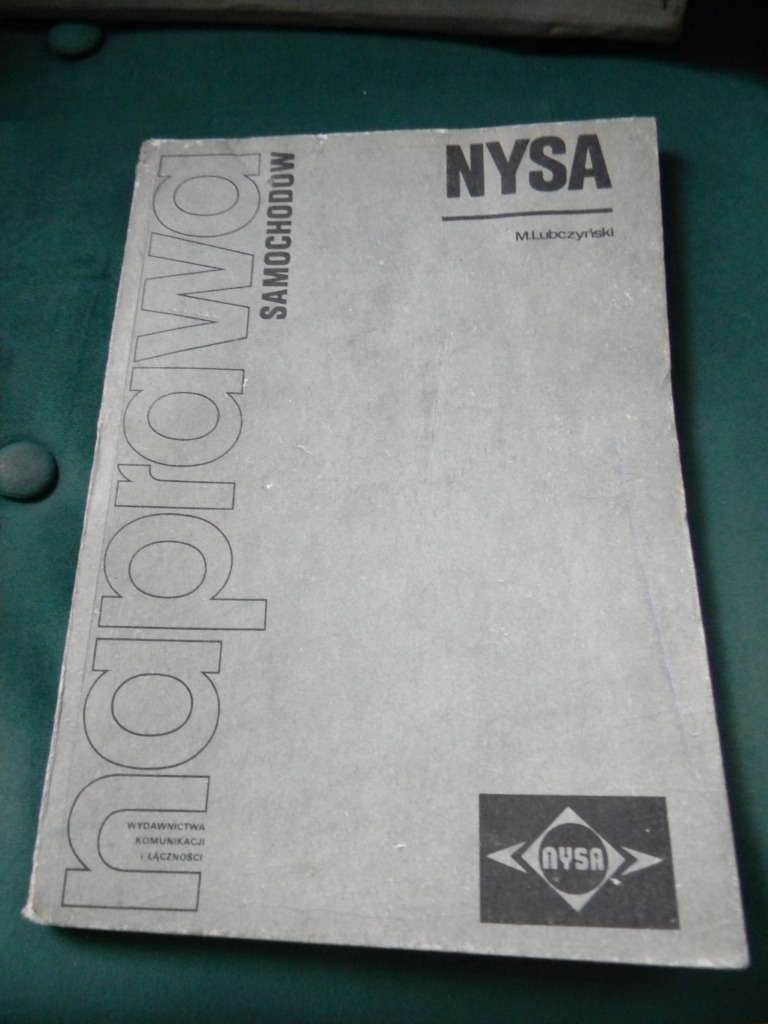 NYSA
M.Lubczyński
naprawa
SAMOCHODÓW
WYDAWNICTWA
KOMUNIKACJI
i ŁĄCZNOŚCI
NYSA